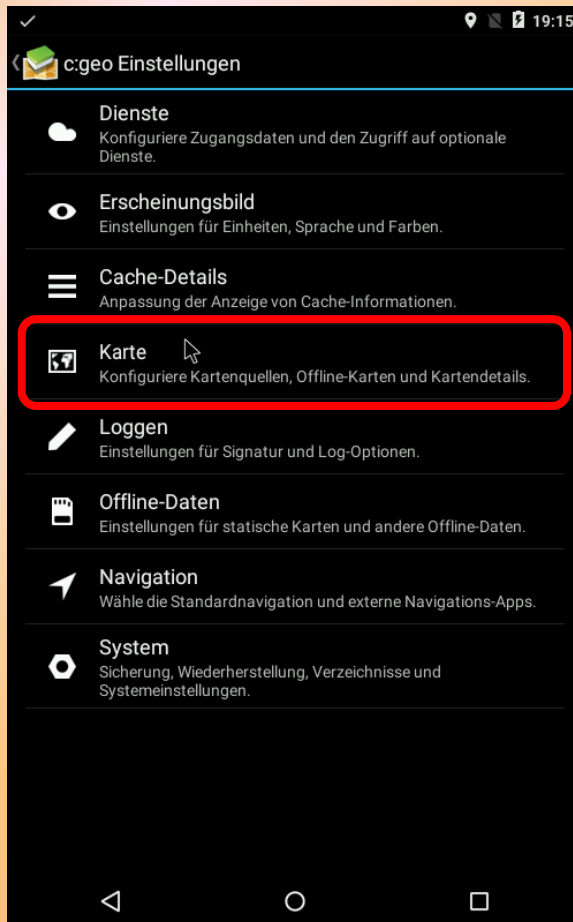 19:15
c:geo Einstellungen
Dienste
Konfiguriere Zugangsdaten und den Zugriff auf optionale
Dienste.
Erscheinungsbild
Einstellungen für Einheiten, Sprache und Farben.
Cache-Details
Anpassung der Anzeige von Cache-Informationen.
Karte
Konfiguriere Kartenquellen, Offline-Karten und Kartendetails.
Loggen
Einstellungen für Signatur und Log-Optionen.
Offline-Daten
Einstellungen für statische Karten und andere Offline-Daten.
Navigation
Wähle die Standardnavigation und externe Navigations-Apps.
System
Sicherung, Wiederherstellung, Verzeichnisse und
Systemeinstellungen.